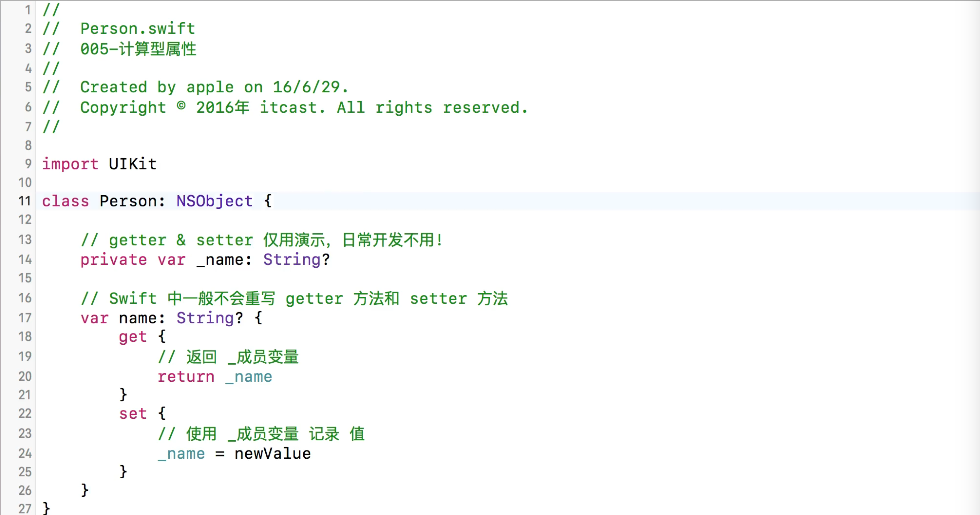 1 //
2 //  Person.swift
3 //  005-计算型属性
4 //
5 //  Created by apple on 16/6/29.
6 //  Copyright © 2016年 itcast. All rights reserved.
7 //
8
9 import UIKit
10
11 class Person: NSObject {
12
13     // getter & setter 仅用演示，日常开发不用！
14     private var _name: String?
15
16     // Swift 中一般不会重写 getter 方法和 setter 方法
17     var name: String? {
18         get {
19             // 返回 _成员变量
20             return _name
21         }
22         set {
23             // 使用 _成员变量 记录 值
24             _name = newValue
25         }
26     }
27 }